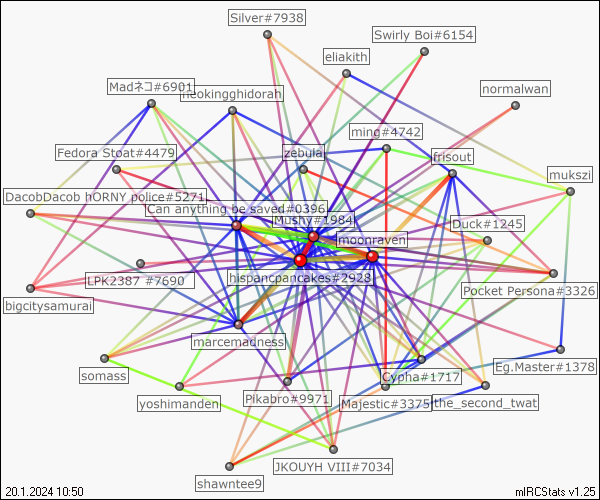 Silver#7938
Swirly Boi#6154
eliakith
Madネコ#6901
neokingghidorah
normalwan
ming#4742
Fedora Stoat#4479
zebular
frisout
mukszi
DacobDacob hORNY police#5271
Can anything be saved#0396
Mushy#1984
Duck#1245
moonraven
LPK2387 #7690
hispancpancakes#2928
Pocket Persona#3326
bigcitysamurai
marcemadness
Eg.Master#1378
somass
Cypha#1717
yoshimanden
Pikabro#9971
Majestic#3375
the_second_twat
JKOUYH VIII#7034
shawntee9
20.1.2024 10:50
mIRCStats v1.25